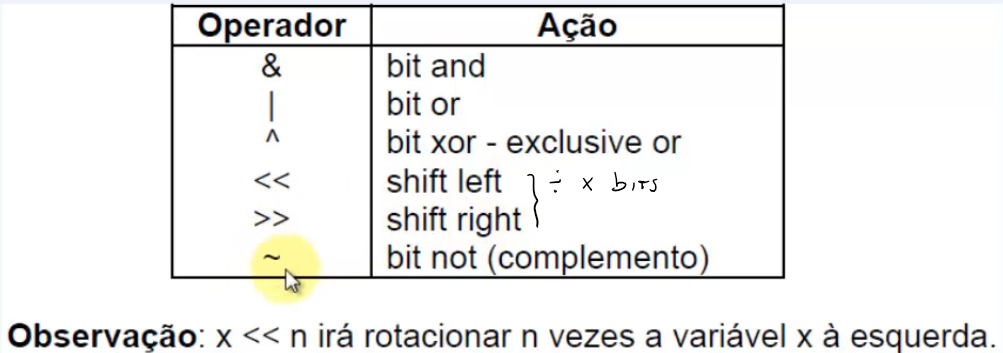 Operador Ação
& bit and
| bit or
^ bit xor - exclusive or
<< shift left ÷ x bits
>> shift right
~ bit not (complemento)
Observação: x << n irá rotacionar n vezes a variável x à esquerda.